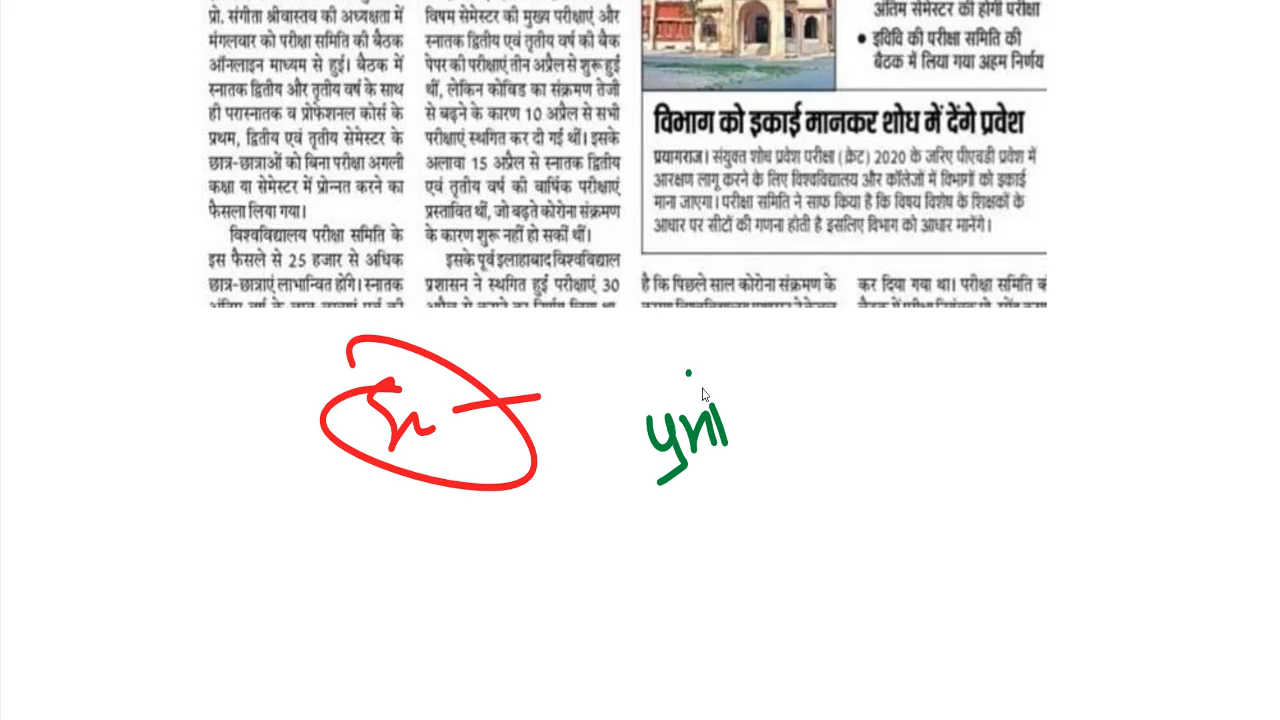 प्रो. संगीता श्रीवास्तव की अध्यक्षता में
मंगलवार को परीक्षा समिति की बैठक
ऑनलाइन माध्यम से हुई। बैठक में
स्नातक द्वितीय और तृतीय वर्ष के साथ
ही परास्नातक व प्रोफेशनल कोर्स के
प्रथम, द्वितीय एवं तृतीय सेमेस्टर के
छात्र-छात्राओं को बिना परीक्षा अगली
कक्षा या सेमेस्टर में प्रोन्नत करने का
फैसला लिया गया।
विश्वविद्यालय परीक्षा समिति के
इस फैसले से 25 हजार से अधिक
छात्र-छात्राएं लाभान्वित होंगे। स्नातक
विषम सेमेस्टर की मुख्य परीक्षाएं और
स्नातक द्वितीय एवं तृतीय वर्ष की बैक
पेपर की परीक्षाएं तीन अप्रैल से शुरू हुई
थीं, लेकिन कोविड का संक्रमण तेजी
से बढ़ने के कारण 10 अप्रैल से सभी
परीक्षाएं स्थगित कर दी गई थीं। इसके
अलावा 15 अप्रैल से स्नातक द्वितीय
एवं तृतीय वर्ष की वार्षिक परीक्षाएं
प्रस्तावित थीं, जो बढ़ते कोरोना संक्रमण
के कारण शुरू नहीं हो सकीं थीं।
इसके पूर्व इलाहाबाद विश्वविद्याल
प्रशासन ने स्थगित हुई परीक्षाएं 30
अंतिम सेमेस्टर की होगी परीक्षा
• इविवि की परीक्षा समिति की
बैठक में लिया गया अहम निर्णय
विभाग को इकाई मानकर शोध में देंगे प्रवेश
प्रयागराज। संयुक्त शोध प्रवेश परीक्षा (क्रेट) 2020 के जरिए पीएचडी प्रवेश में
आरक्षण लागू करने के लिए विश्वविद्यालय और कॉलेजों में विभागों को इकाई
माना जाएगा। परीक्षा समिति ने साफ किया है कि विषय विशेष के शिक्षकों के
आधार पर सीटों की गणना होती है इसलिए विभाग को आधार मानेंगे।
है कि पिछले साल कोरोना संक्रमण के
कर दिया गया था। परीक्षा समिति की